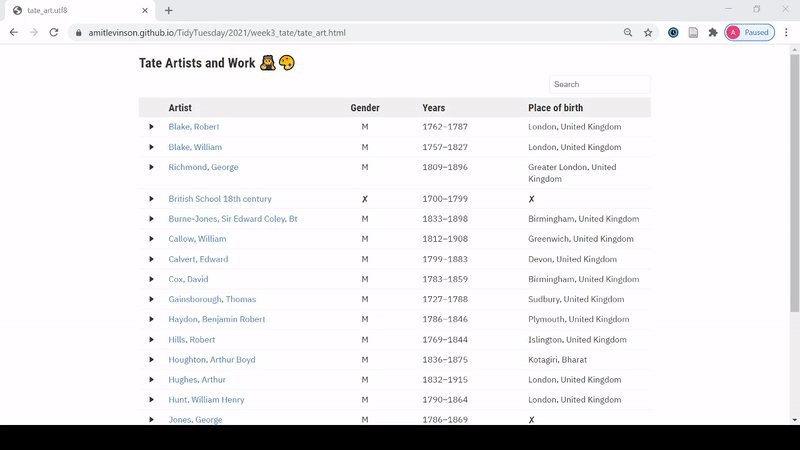 tate_art.utf8
amitlevinson.github.io/TidyTuesday/2021/week3_tate/tate_art.html
A Paused
Tate Artists and Work 👩‍🎨🎨
Search
Artist Gender Years Place of birth
Blake, Robert M 1762–1787 London, United Kingdom
Blake, William M 1757–1827 London, United Kingdom
Richmond, George M 1809–1896 Greater London, United
Kingdom
British School 18th century ✗ 1700–1799 ✗
Burne-Jones, Sir Edward Coley, Bt M 1833–1898 Birmingham, United Kingdom
Callow, William M 1812–1908 Greenwich, United Kingdom
Calvert, Edward M 1799–1883 Devon, United Kingdom
Cox, David M 1783–1859 Birmingham, United Kingdom
Gainsborough, Thomas M 1727–1788 Sudbury, United Kingdom
Haydon, Benjamin Robert M 1786–1846 Plymouth, United Kingdom
Hills, Robert M 1769–1844 Islington, United Kingdom
Houghton, Arthur Boyd M 1836–1875 Kotagiri, Bharat
Hughes, Arthur M 1832–1915 London, United Kingdom
Hunt, William Henry M 1790–1864 London, United Kingdom
Jones, George M 1786–1869 ✗